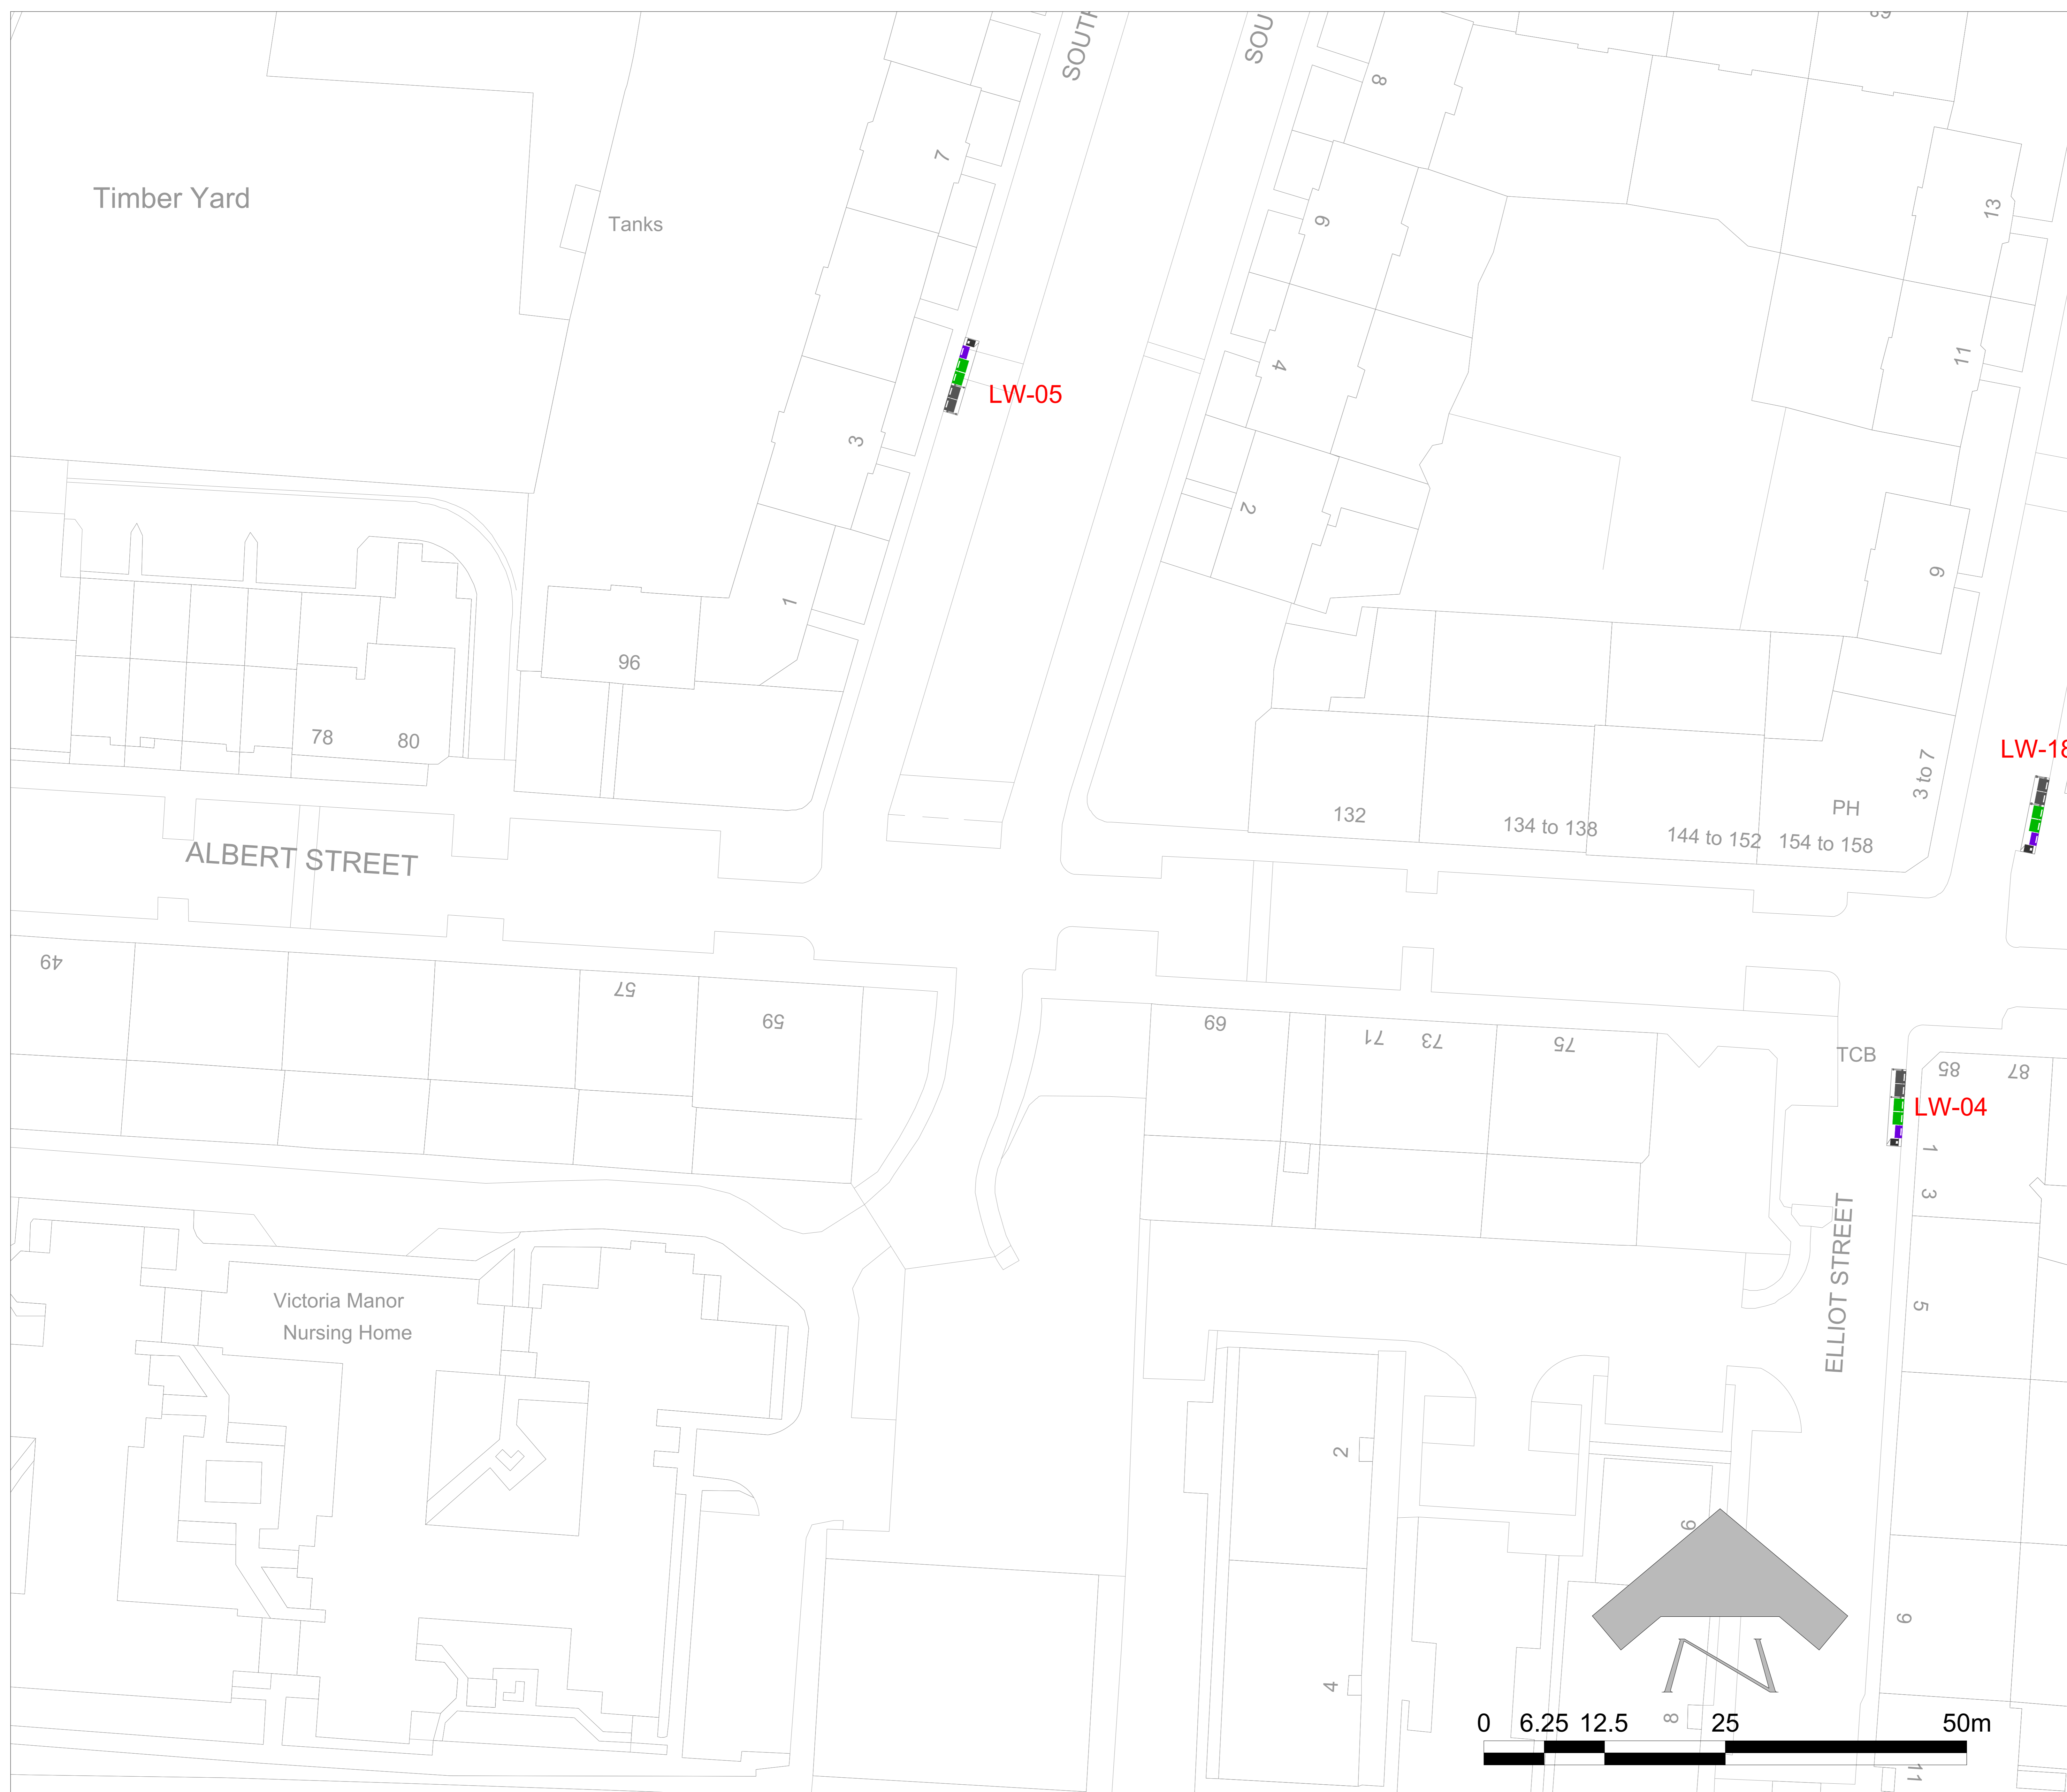 SOUTH
SOU
8
7
Timber Yard
Tanks
13
6
4
11
LW-05
3
2
9
1
96
78
80
LW-18
3 to 7
PH
132
134 to 138
144 to 152
154 to 158
ALBERT STREET
49
57
59
69
71
73
75
TCB
85
87
LW-04
1
3
ELLIOT STREET
5
Victoria Manor
Nursing Home
2
6
9
4
8
N
0 6.25 12.5 25 50m
11